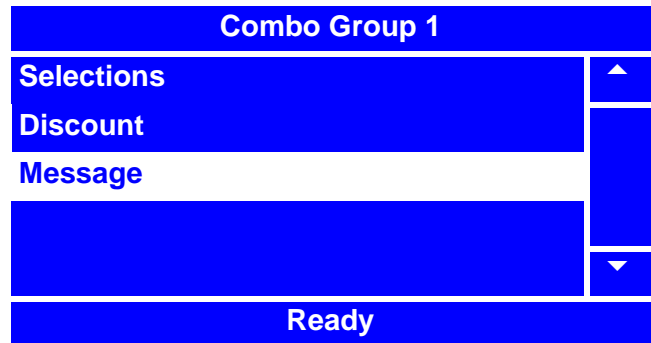 Combo Group 1
Selections
Discount
Message
Ready